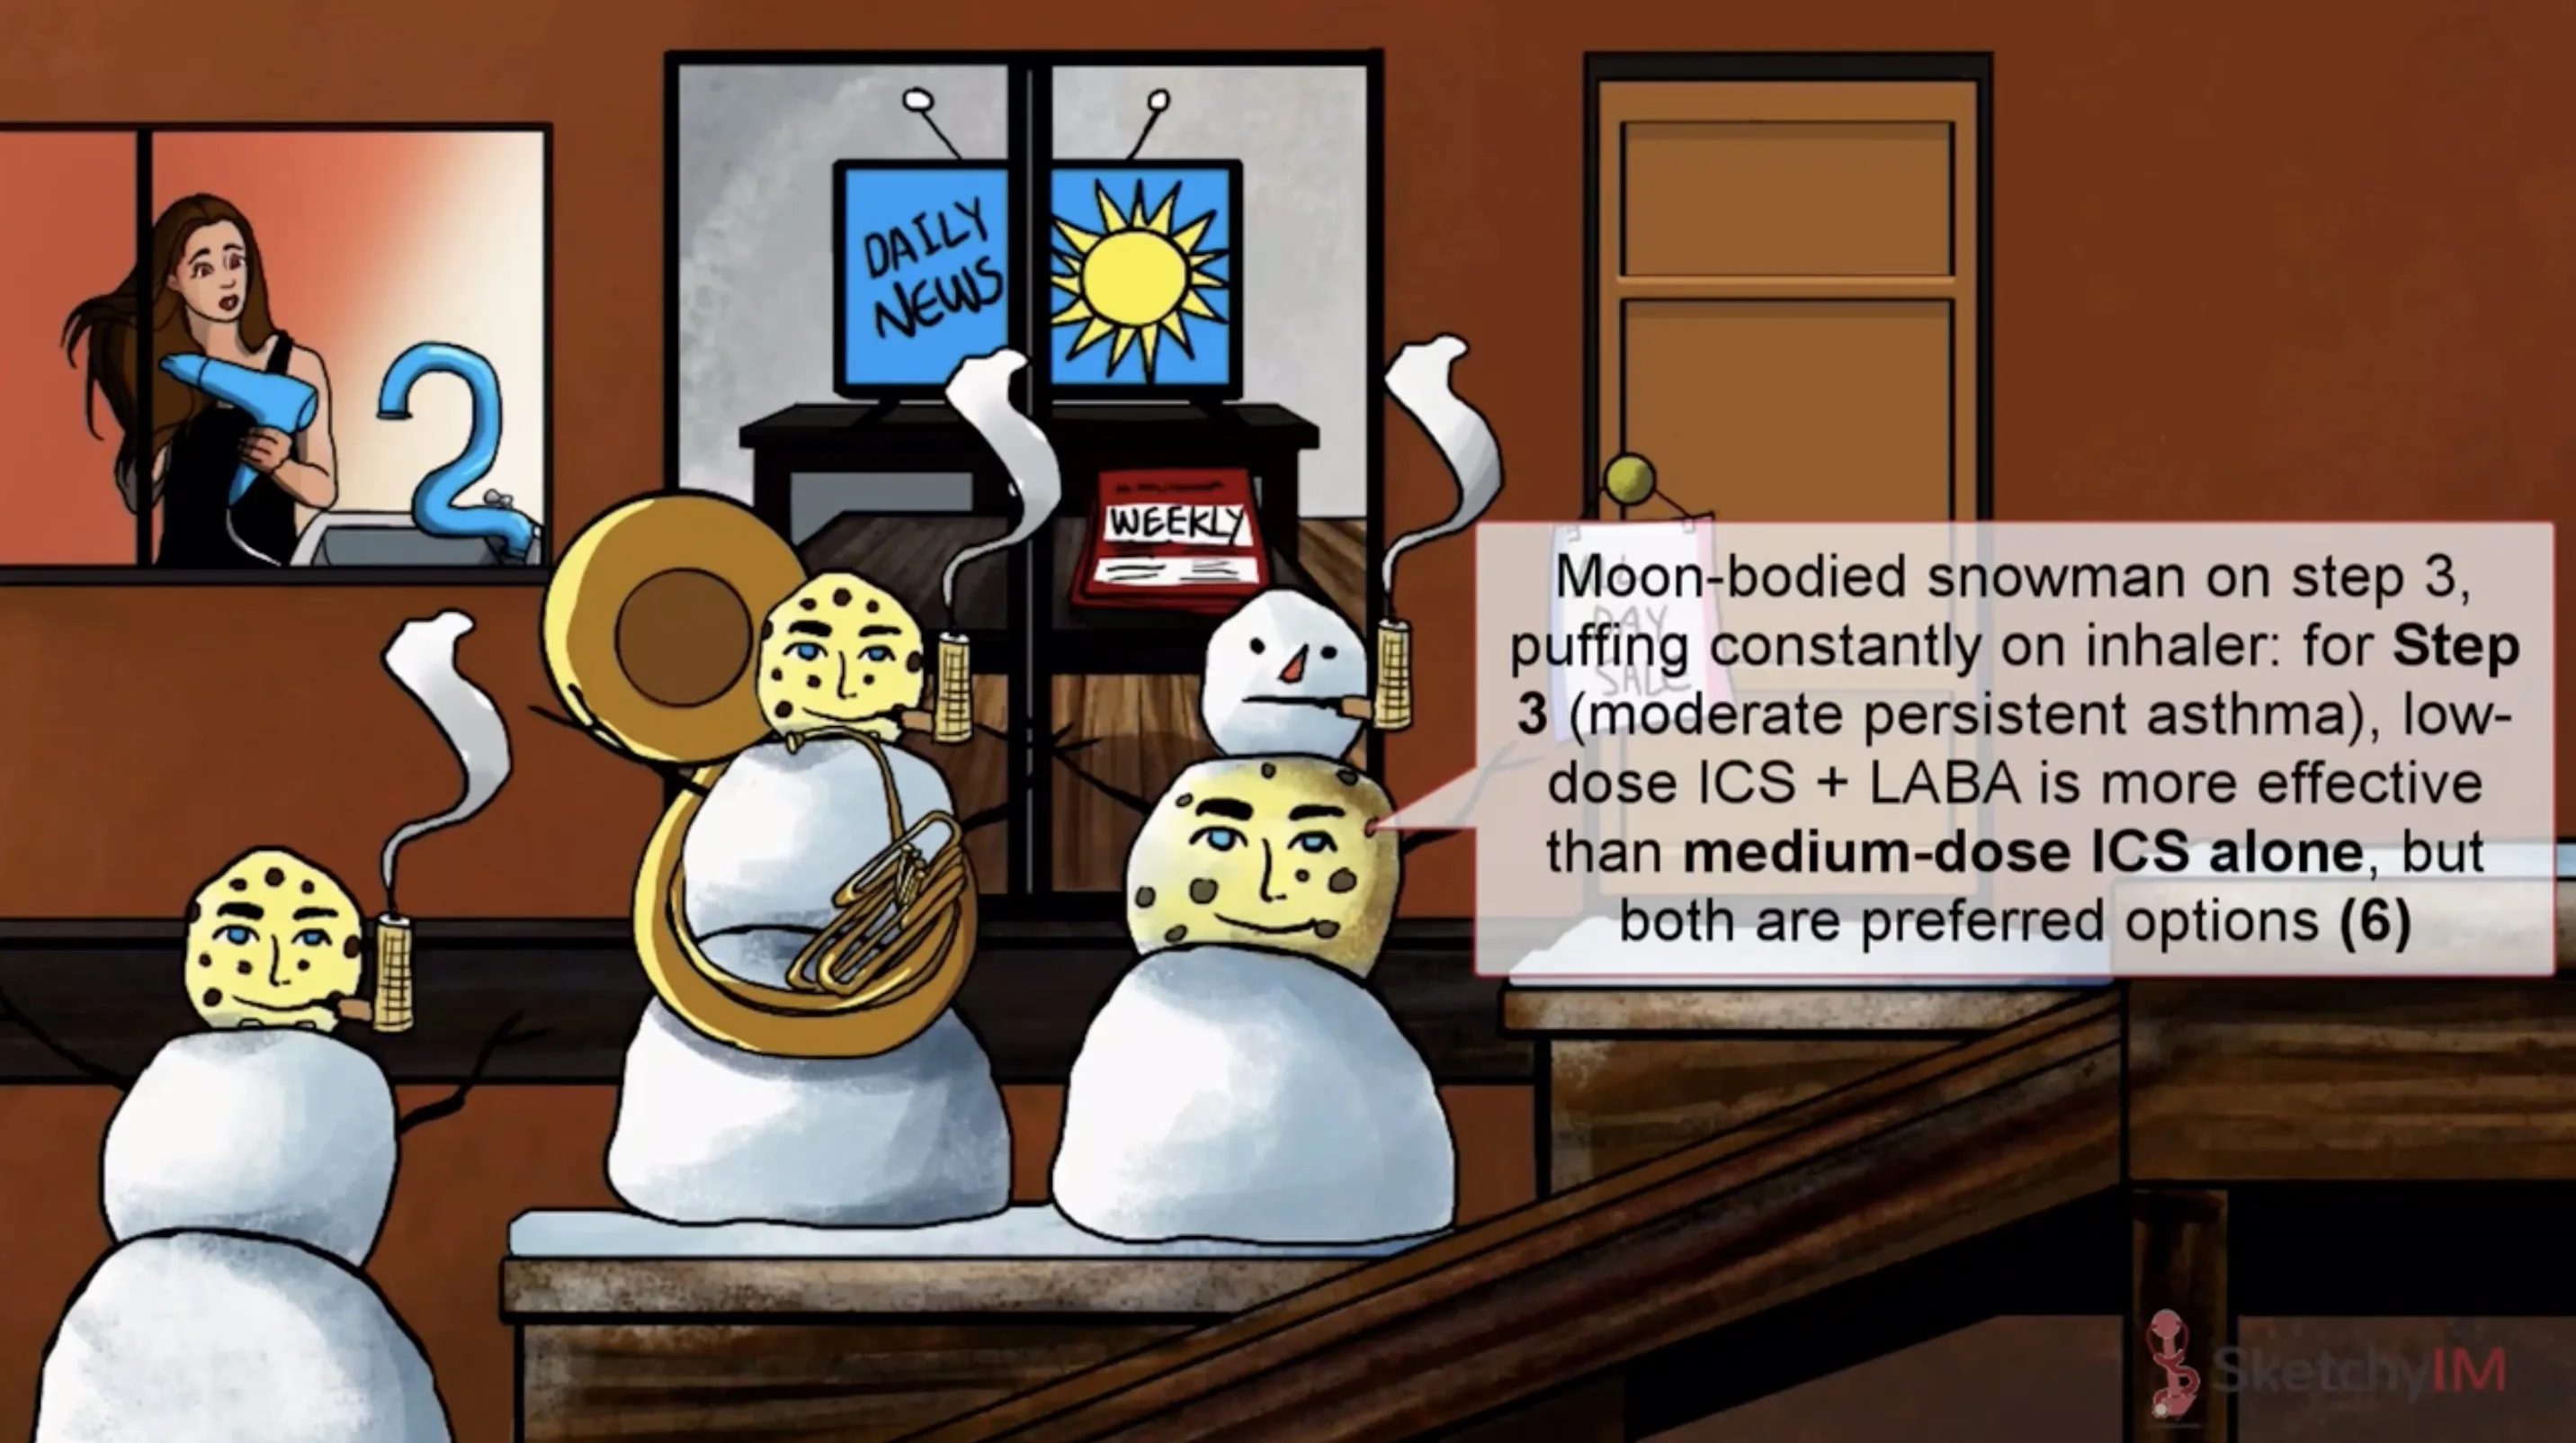 DAILY
NEWS
WEEKLY
Moon-bodied snowman on step 3,
puffing constantly on inhaler: for Step
3 (moderate persistent asthma), low-
dose ICS + LABA is more effective
than medium-dose ICS alone, but
both are preferred options (6)
DAY
SALE
SketchyIM